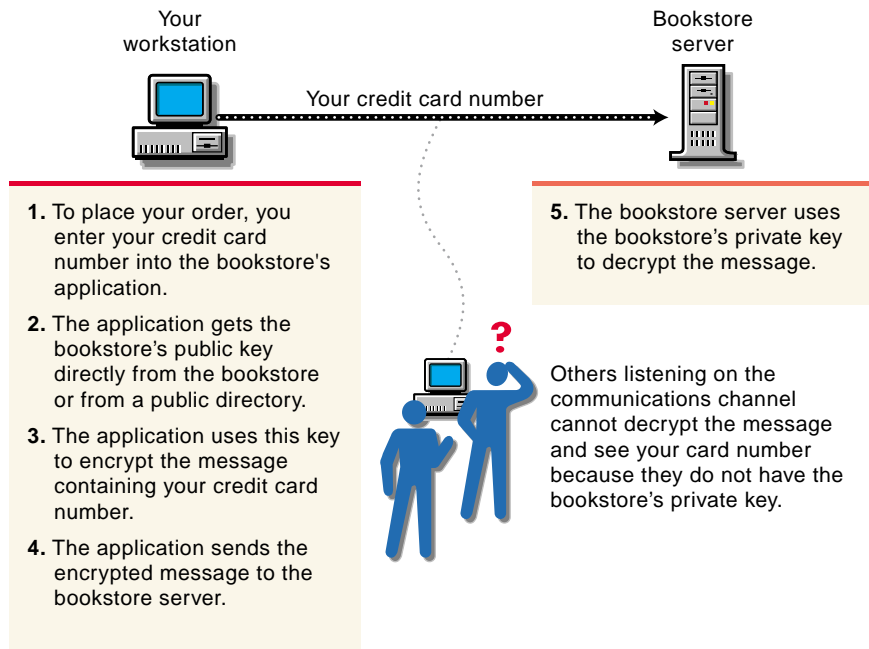 Your
workstation
Bookstore
server
Your credit card number
1. To place your order, you
enter your credit card
number into the bookstore's
application.
2. The application gets the
bookstore’s public key
directly from the bookstore
or from a public directory.
3. The application uses this key
to encrypt the message
containing your credit card
number.
4. The application sends the
encrypted message to the
bookstore server.
5. The bookstore server uses
the bookstore’s private key
to decrypt the message.
?
Others listening on the
communications channel
cannot decrypt the message
and see your card number
because they do not have the
bookstore’s private key.